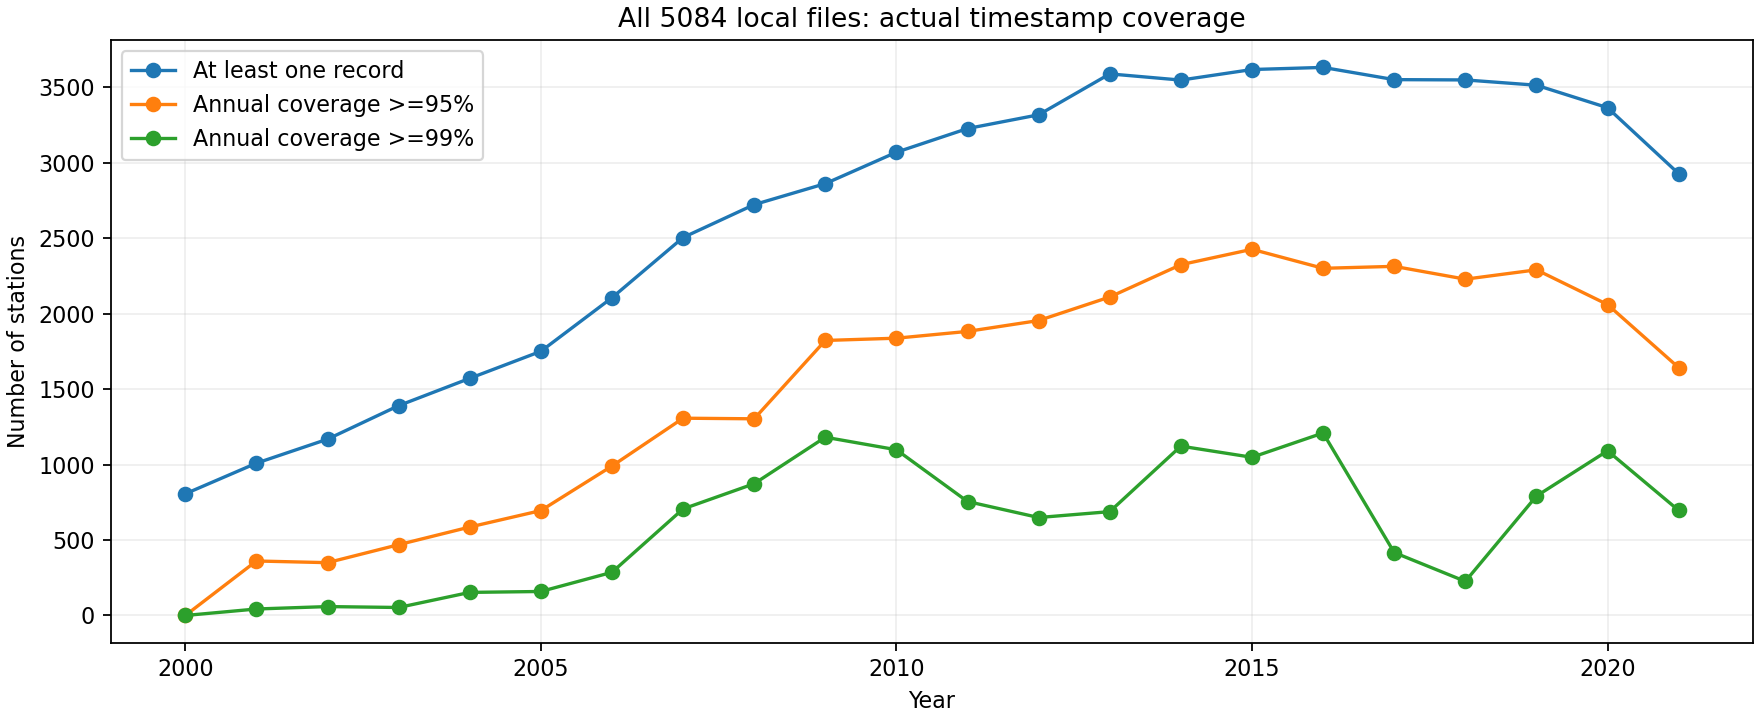 All 5084 local files: actual timestamp coverage
At least one record
Annual coverage >=95%
Annual coverage >=99%
Number of stations
3500
3000
2500
2000
1500
1000
500
0
2000 2005 2010 2015 2020
Year